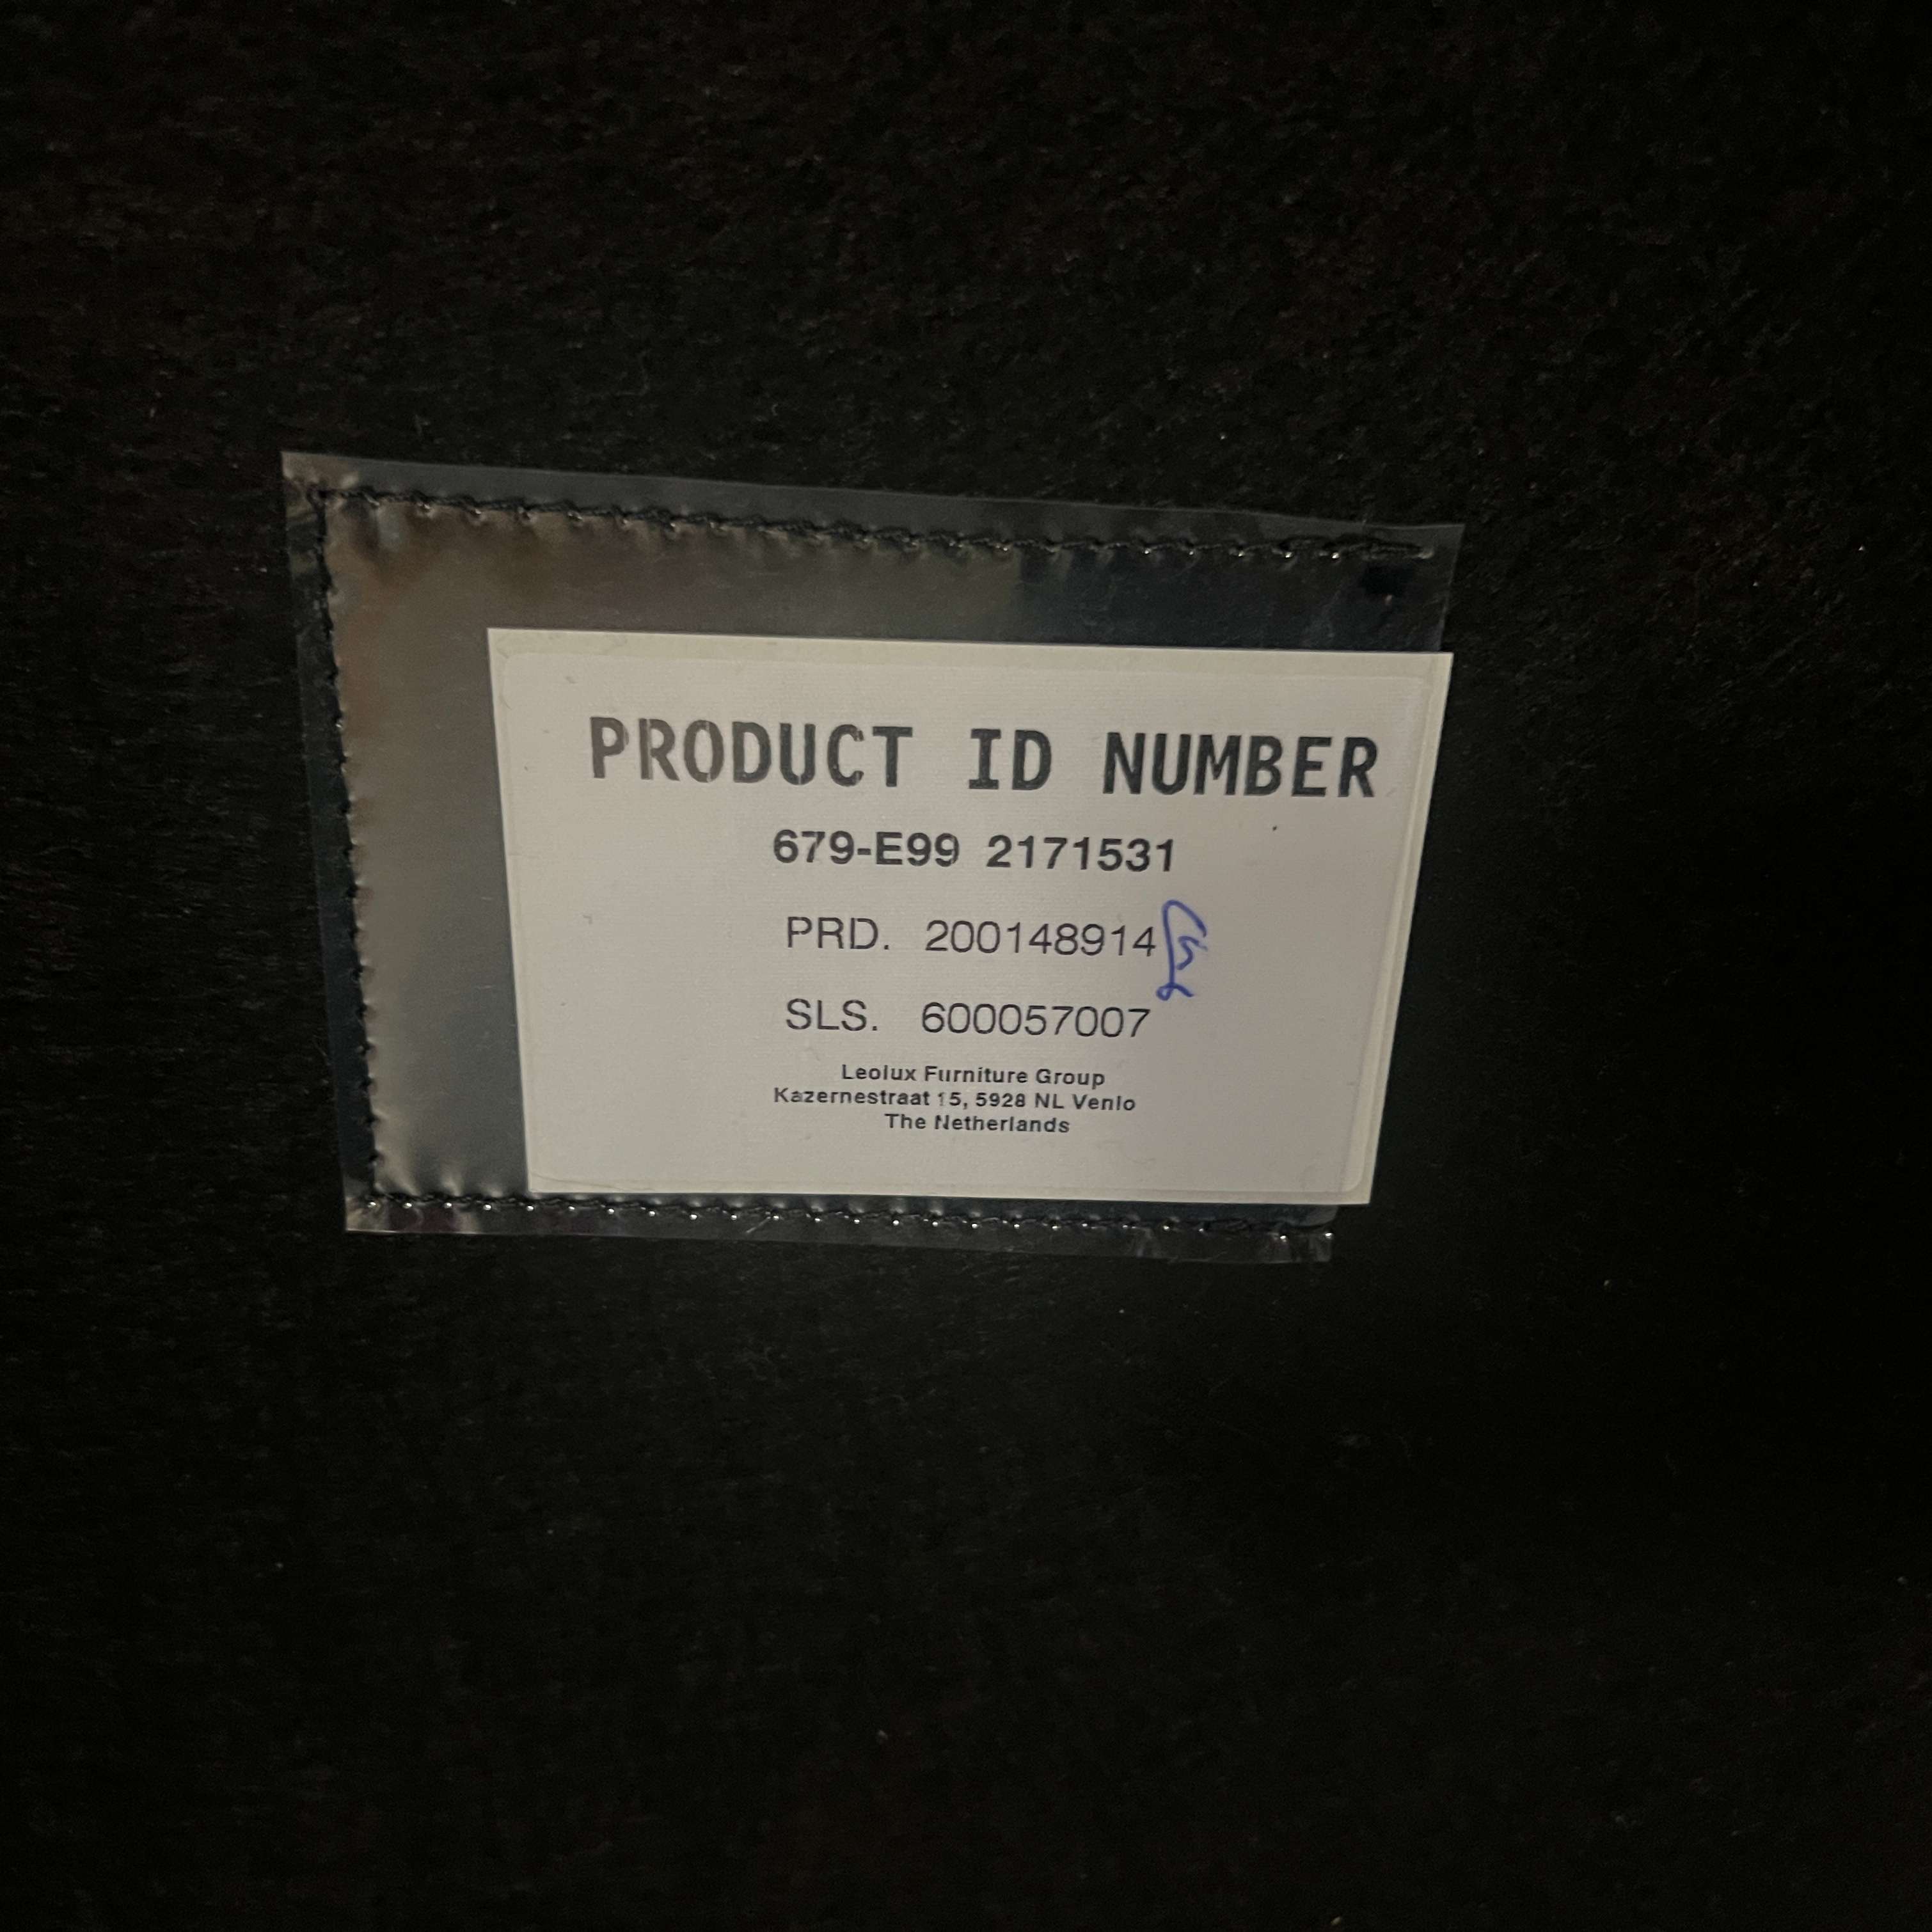 PRODUCT ID NUMBER
679-E99 2171531
PRD. 200148914
SLS. 600057007
Leolux Furniture Group
Kazernestraat 15, 5928 NL Venlo
The Netherlands